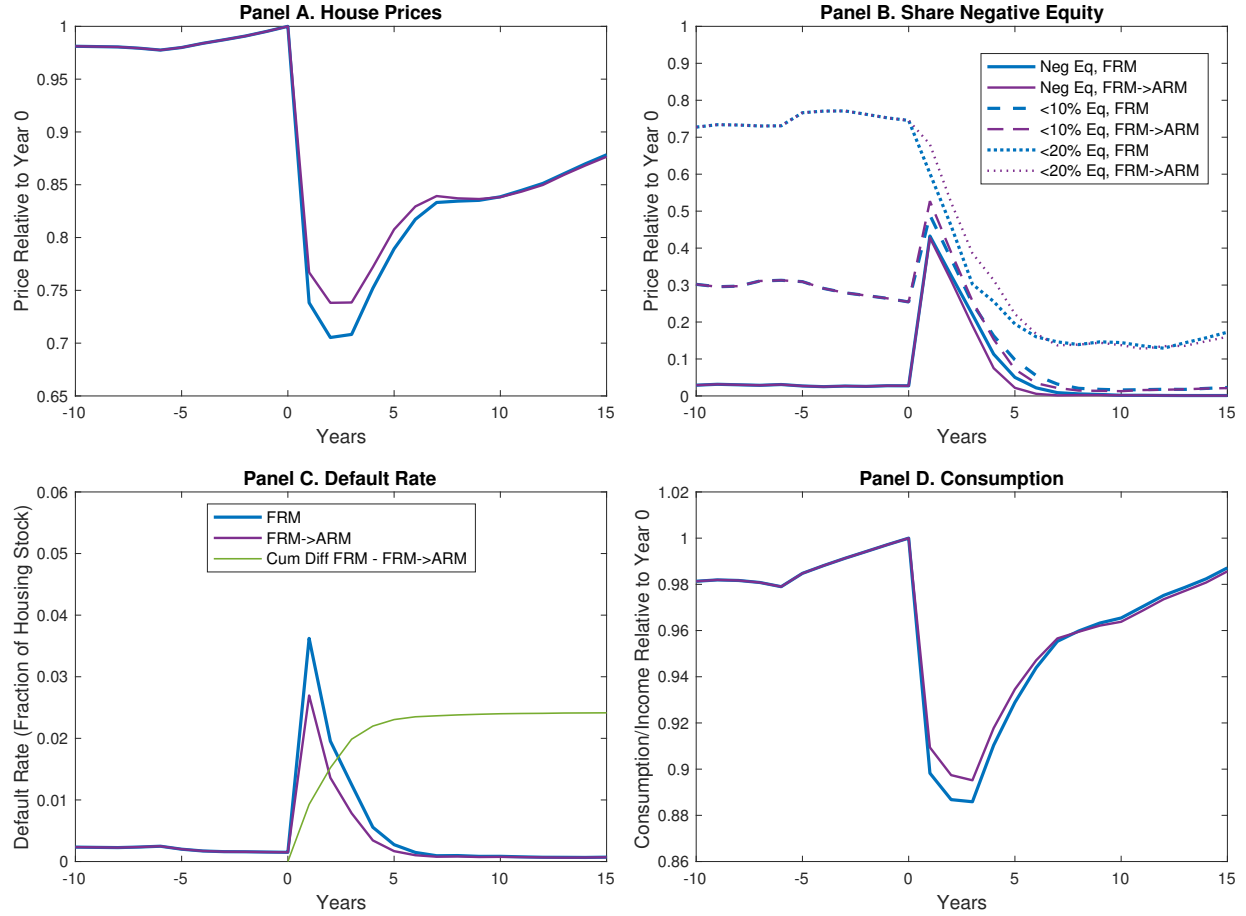 Panel A. House Prices
1
0.95
0.9
0.85
0.8
0.75
0.7
0.65
-10
-5
0
5
10
15
Price Relative to Year 0
Years
Panel B. Share Negative Equity
1
0.9
0.8
0.7
0.6
0.5
0.4
0.3
0.2
0.1
0
-10
-5
0
5
10
15
Price Relative to Year 0
Years
Neg Eq, FRM
Neg Eq, FRM->ARM
<10% Eq, FRM
<10% Eq, FRM->ARM
<20% Eq, FRM
<20% Eq, FRM->ARM
Panel C. Default Rate
0.06
0.05
0.04
0.03
0.02
0.01
0
-10
-5
0
5
10
15
Default Rate (Fraction of Housing Stock)
Years
FRM
FRM->ARM
Cum Diff FRM - FRM->ARM
Panel D. Consumption
1.02
1
0.98
0.96
0.94
0.92
0.9
0.88
0.86
-10
-5
0
5
10
15
Consumption/Income Relative to Year 0
Years